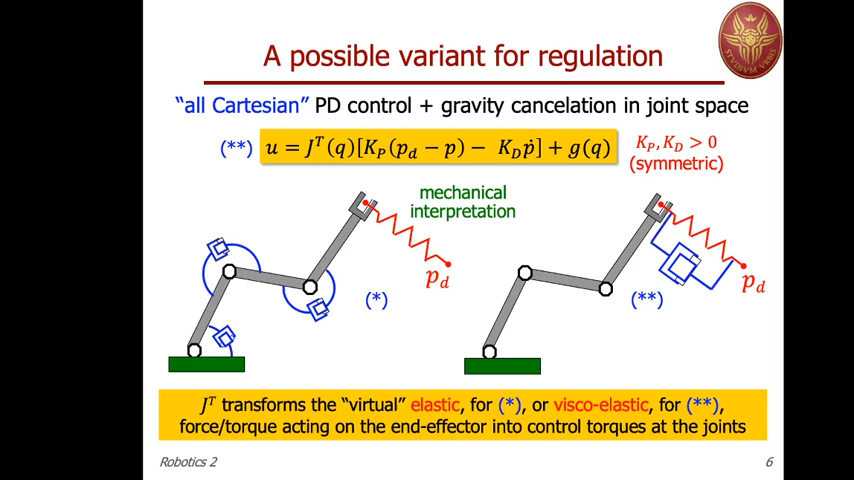 A possible variant for regulation
“all Cartesian” PD control + gravity cancelation in joint space
(**) u = Jᵀ(q)[K_P(p_d − p) − K_D ṗ] + g(q)
K_P, K_D > 0
(symmetric)
mechanical
interpretation
p_d
(*)
p_d
(**)
Jᵀ transforms the “virtual” elastic, for (*), or visco-elastic, for (**),
force/torque acting on the end-effector into control torques at the joints
Robotics 2
6